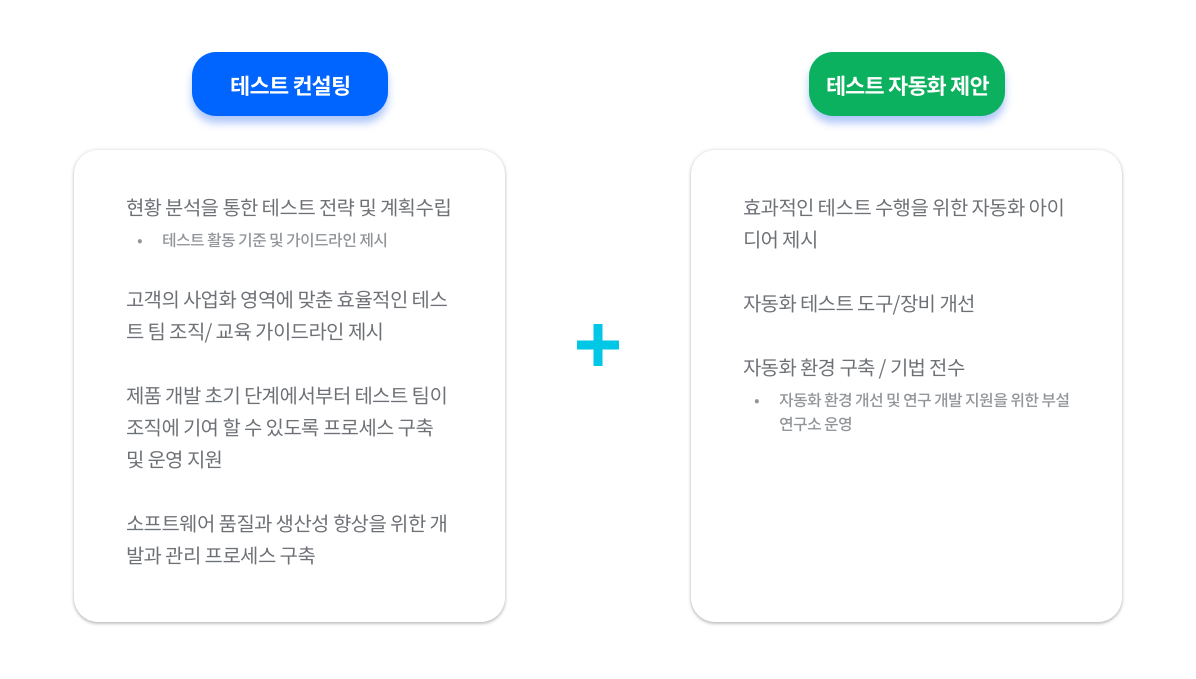 테스트 컨설팅
현황 분석을 통한 테스트 전략 및 계획수립
• 테스트 활동 기준 및 가이드라인 제시
고객의 사업화 영역에 맞춘 효율적인 테스
트 팀 조직/ 교육 가이드라인 제시
제품 개발 초기 단계에서부터 테스트 팀이
조직에 기여 할 수 있도록 프로세스 구축
및 운영 지원
소프트웨어 품질과 생산성 향상을 위한 개
발과 관리 프로세스 구축
+
테스트 자동화 제안
효과적인 테스트 수행을 위한 자동화 아이
디어 제시
자동화 테스트 도구/장비 개선
자동화 환경 구축 / 기법 전수
• 자동화 환경 개선 및 연구 개발 지원을 위한 부설
연구소 운영